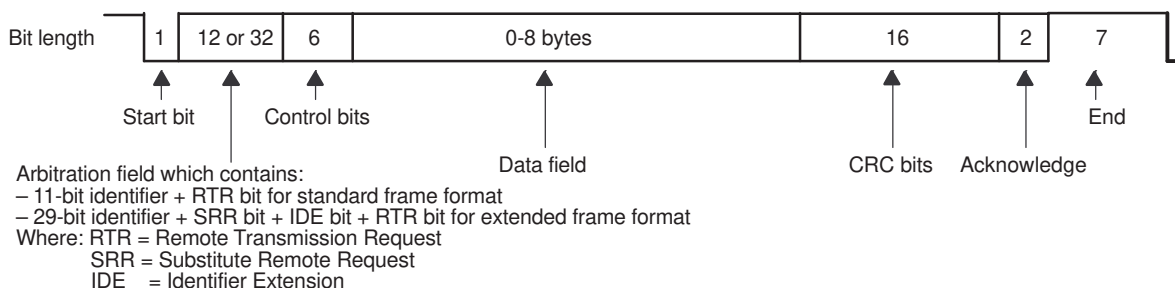 Bit length 1 12 or 32 6 0-8 bytes 16 2 7
Start bit Control bits End
Data field CRC bits Acknowledge
Arbitration field which contains:
– 11-bit identifier + RTR bit for standard frame format
– 29-bit identifier + SRR bit + IDE bit + RTR bit for extended frame format
Where: RTR = Remote Transmission Request
SRR = Substitute Remote Request
IDE = Identifier Extension